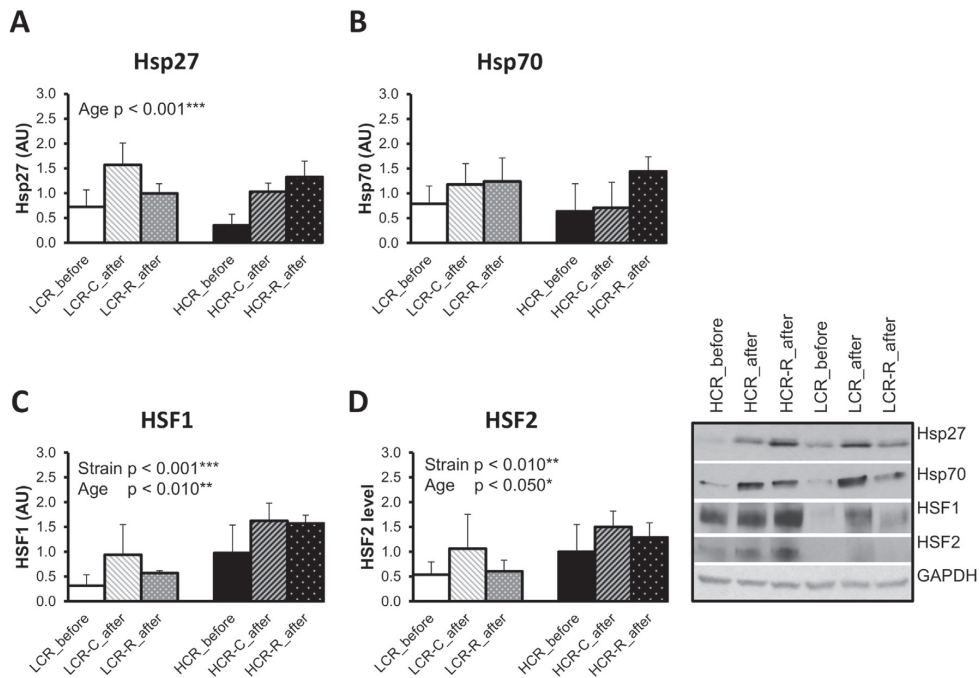 A
Hsp27
Hsp27 (AU)
3.0
2.5
2.0
1.5
1.0
0.5
0.0
Age p < 0.001***
LCR_before
LCR-C_after
LCR-R_after
HCR_before
HCR-C_after
HCR-R_after
B
Hsp70
Hsp70 (AU)
3.0
2.5
2.0
1.5
1.0
0.5
0.0
LCR_before
LCR-C_after
LCR-R_after
HCR_before
HCR-C_after
HCR-R_after
C
HSF1
HSF1 (AU)
3.0
2.5
2.0
1.5
1.0
0.5
0.0
Strain p < 0.001***
Age p < 0.010**
LCR_before
LCR-C_after
LCR-R_after
HCR_before
HCR-C_after
HCR-R_after
D
HSF2
HSF2 level
3.0
2.5
2.0
1.5
1.0
0.5
0.0
Strain p < 0.010**
Age p < 0.050*
LCR_before
LCR-C_after
LCR-R_after
HCR_before
HCR-C_after
HCR-R_after
HCR_before
HCR_after
HCR-R_after
LCR_before
LCR_after
LCR-R_after
Hsp27
Hsp70
HSF1
HSF2
GAPDH